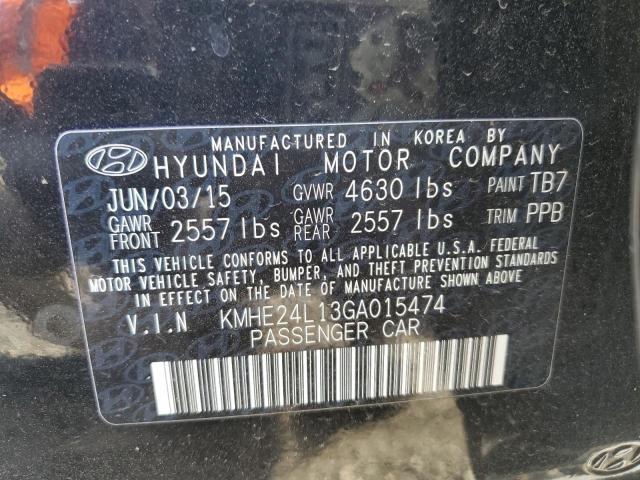 MANUFACTURED IN KOREA BY
HYUNDAI MOTOR COMPANY
JUN/03/15 GVWR 4630 lbs PAINT TB7
GAWR FRONT 2557 lbs GAWR REAR 2557 lbs TRIM PPB
THIS VEHICLE CONFORMS TO ALL APPLICABLE U.S.A. FEDERAL
MOTOR VEHICLE SAFETY, BUMPER, AND THEFT PREVENTION STANDARDS
IN EFFECT ON THE DATE OF MANUFACTURE SHOWN ABOVE
V.I.N KMHE24L13GA015474
PASSENGER CAR